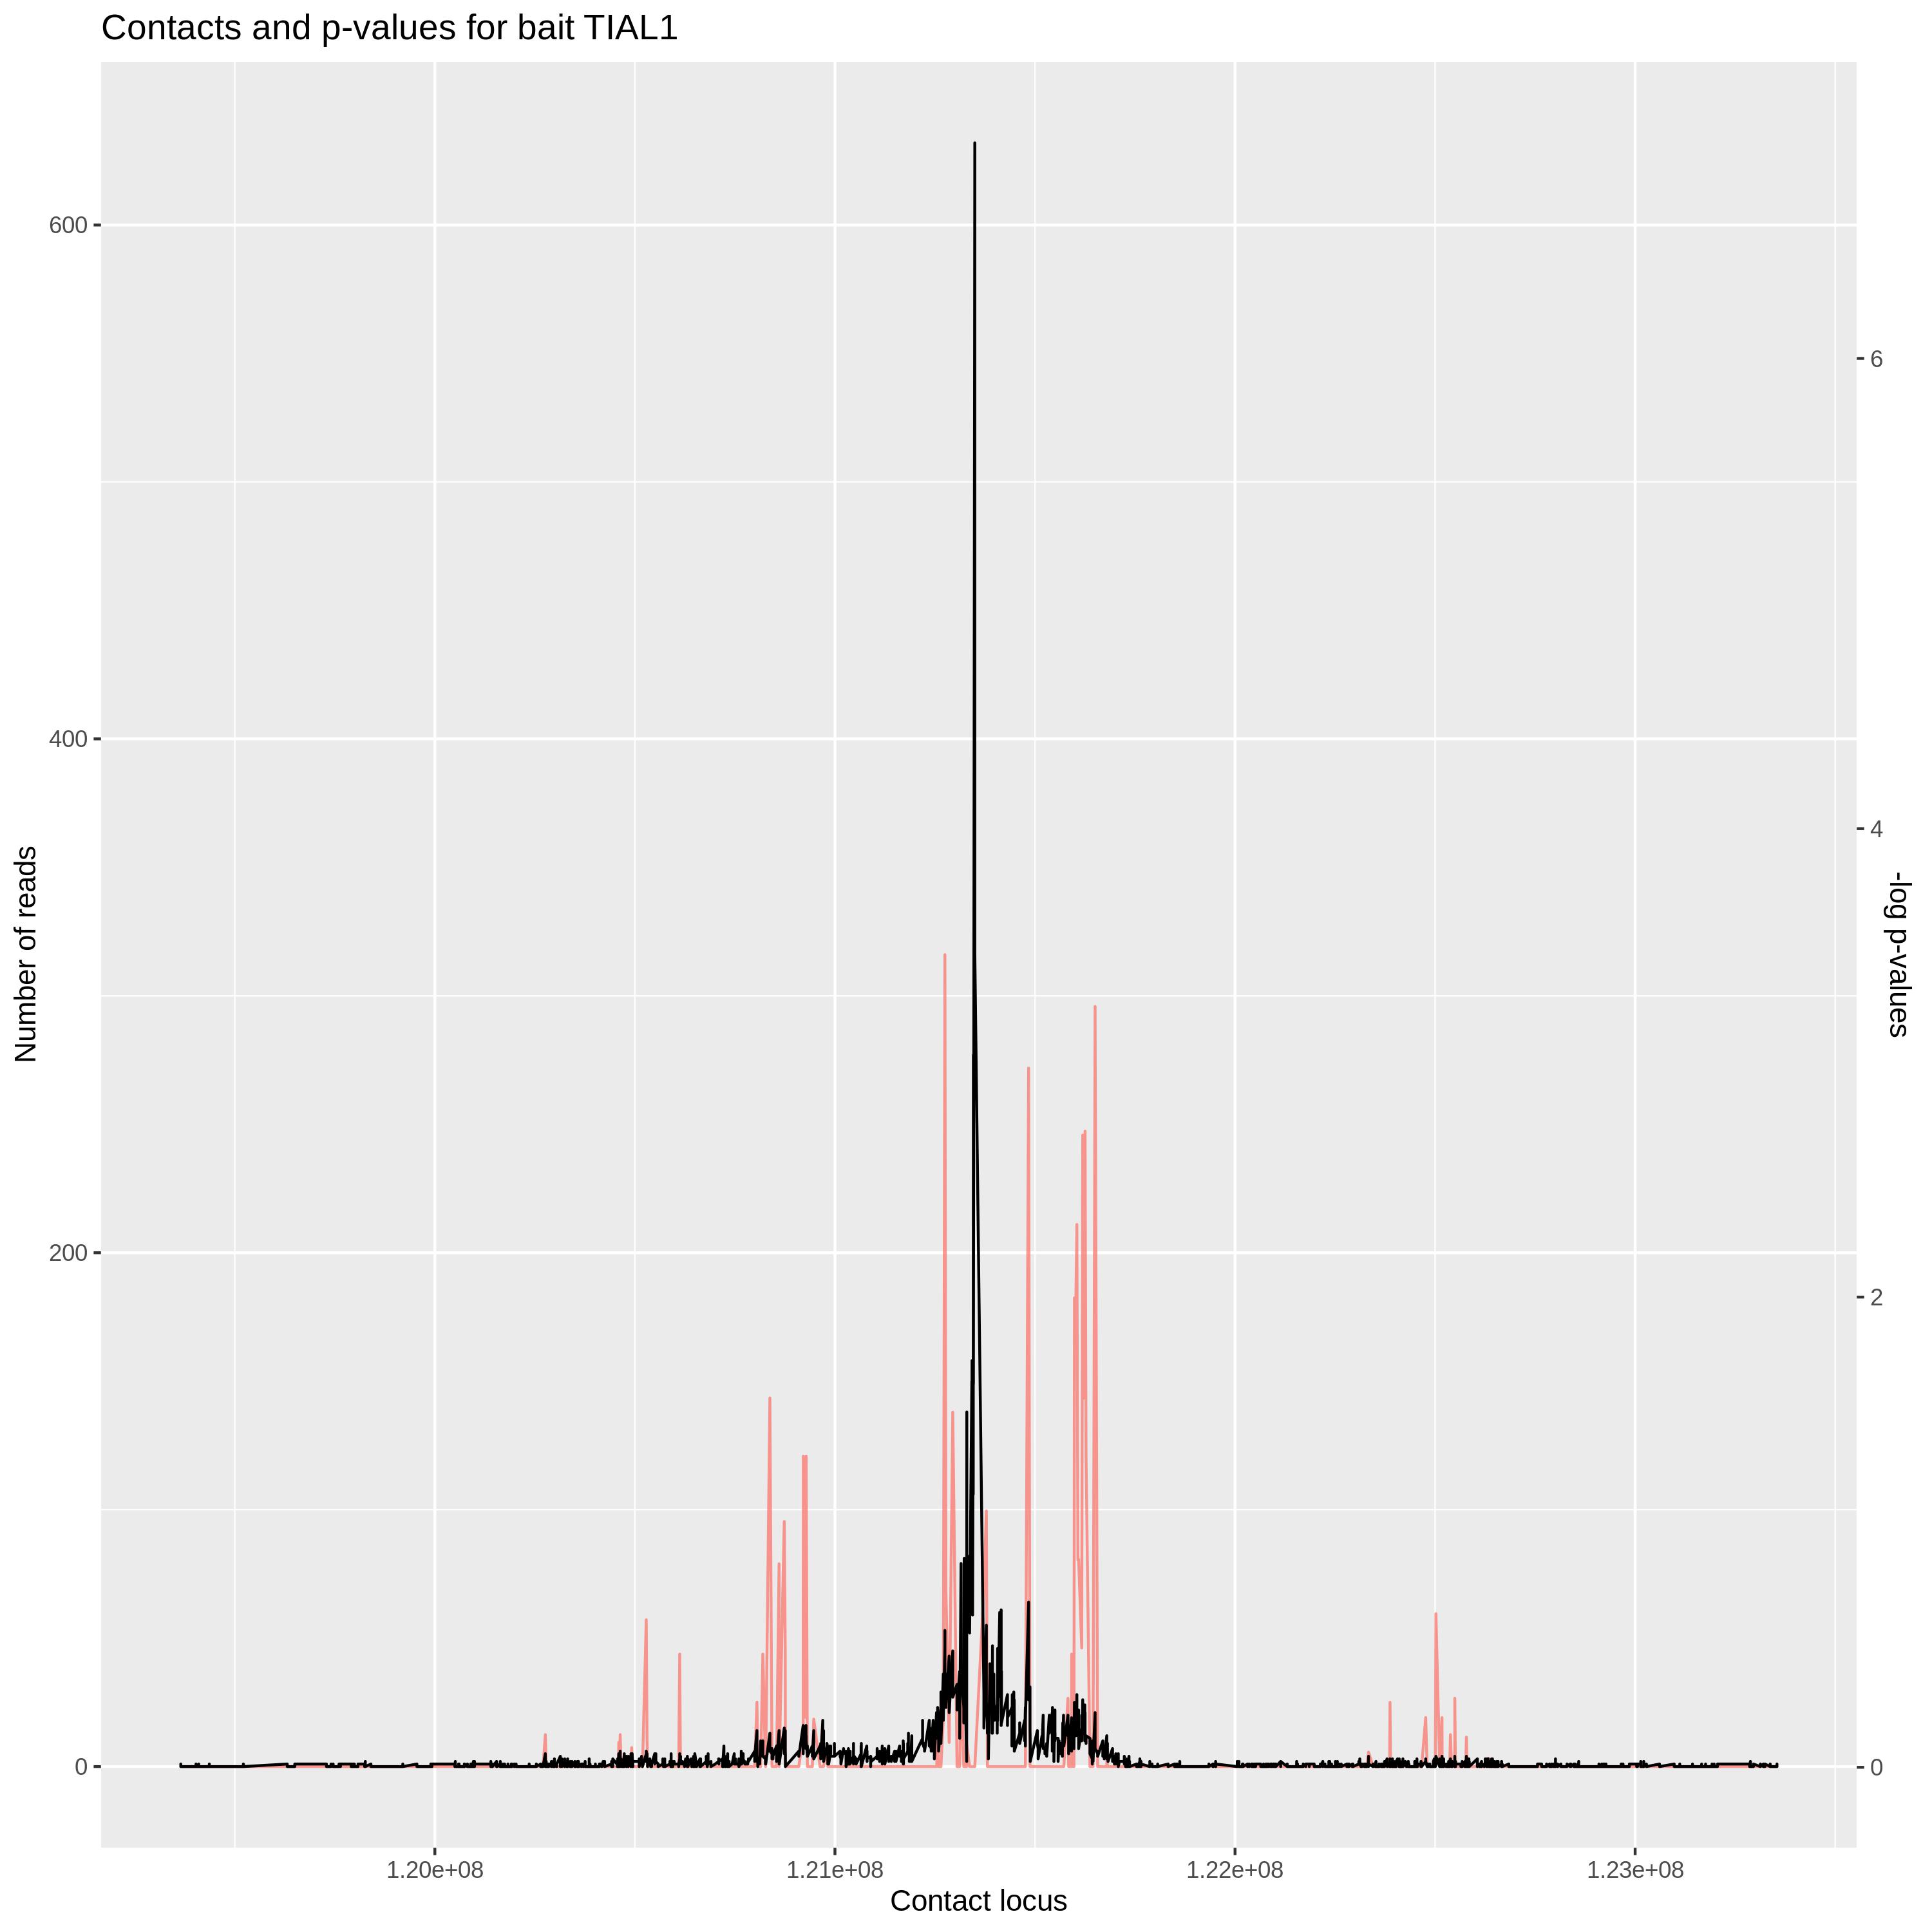 Contacts and p-values for bait TIAL1
600
400
200
0
Number of reads
6
4
2
0
-log p-values
1.20e+08 1.21e+08 1.22e+08 1.23e+08
Contact locus